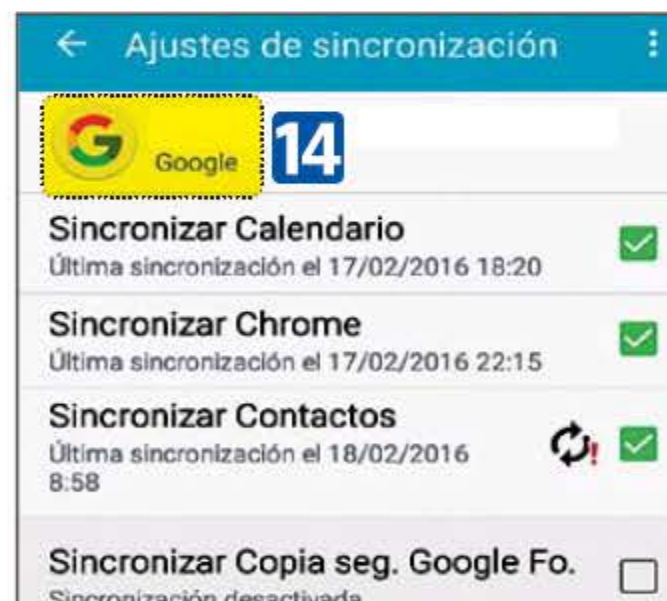 Ajustes de sincronización
Google 14
Sincronizar Calendario
Última sincronización el 17/02/2016 18:20
Sincronizar Chrome
Última sincronización el 17/02/2016 22:15
Sincronizar Contactos
Última sincronización el 18/02/2016
8:58
Sincronizar Copia seg. Google Fo.
Sincronización desactivada